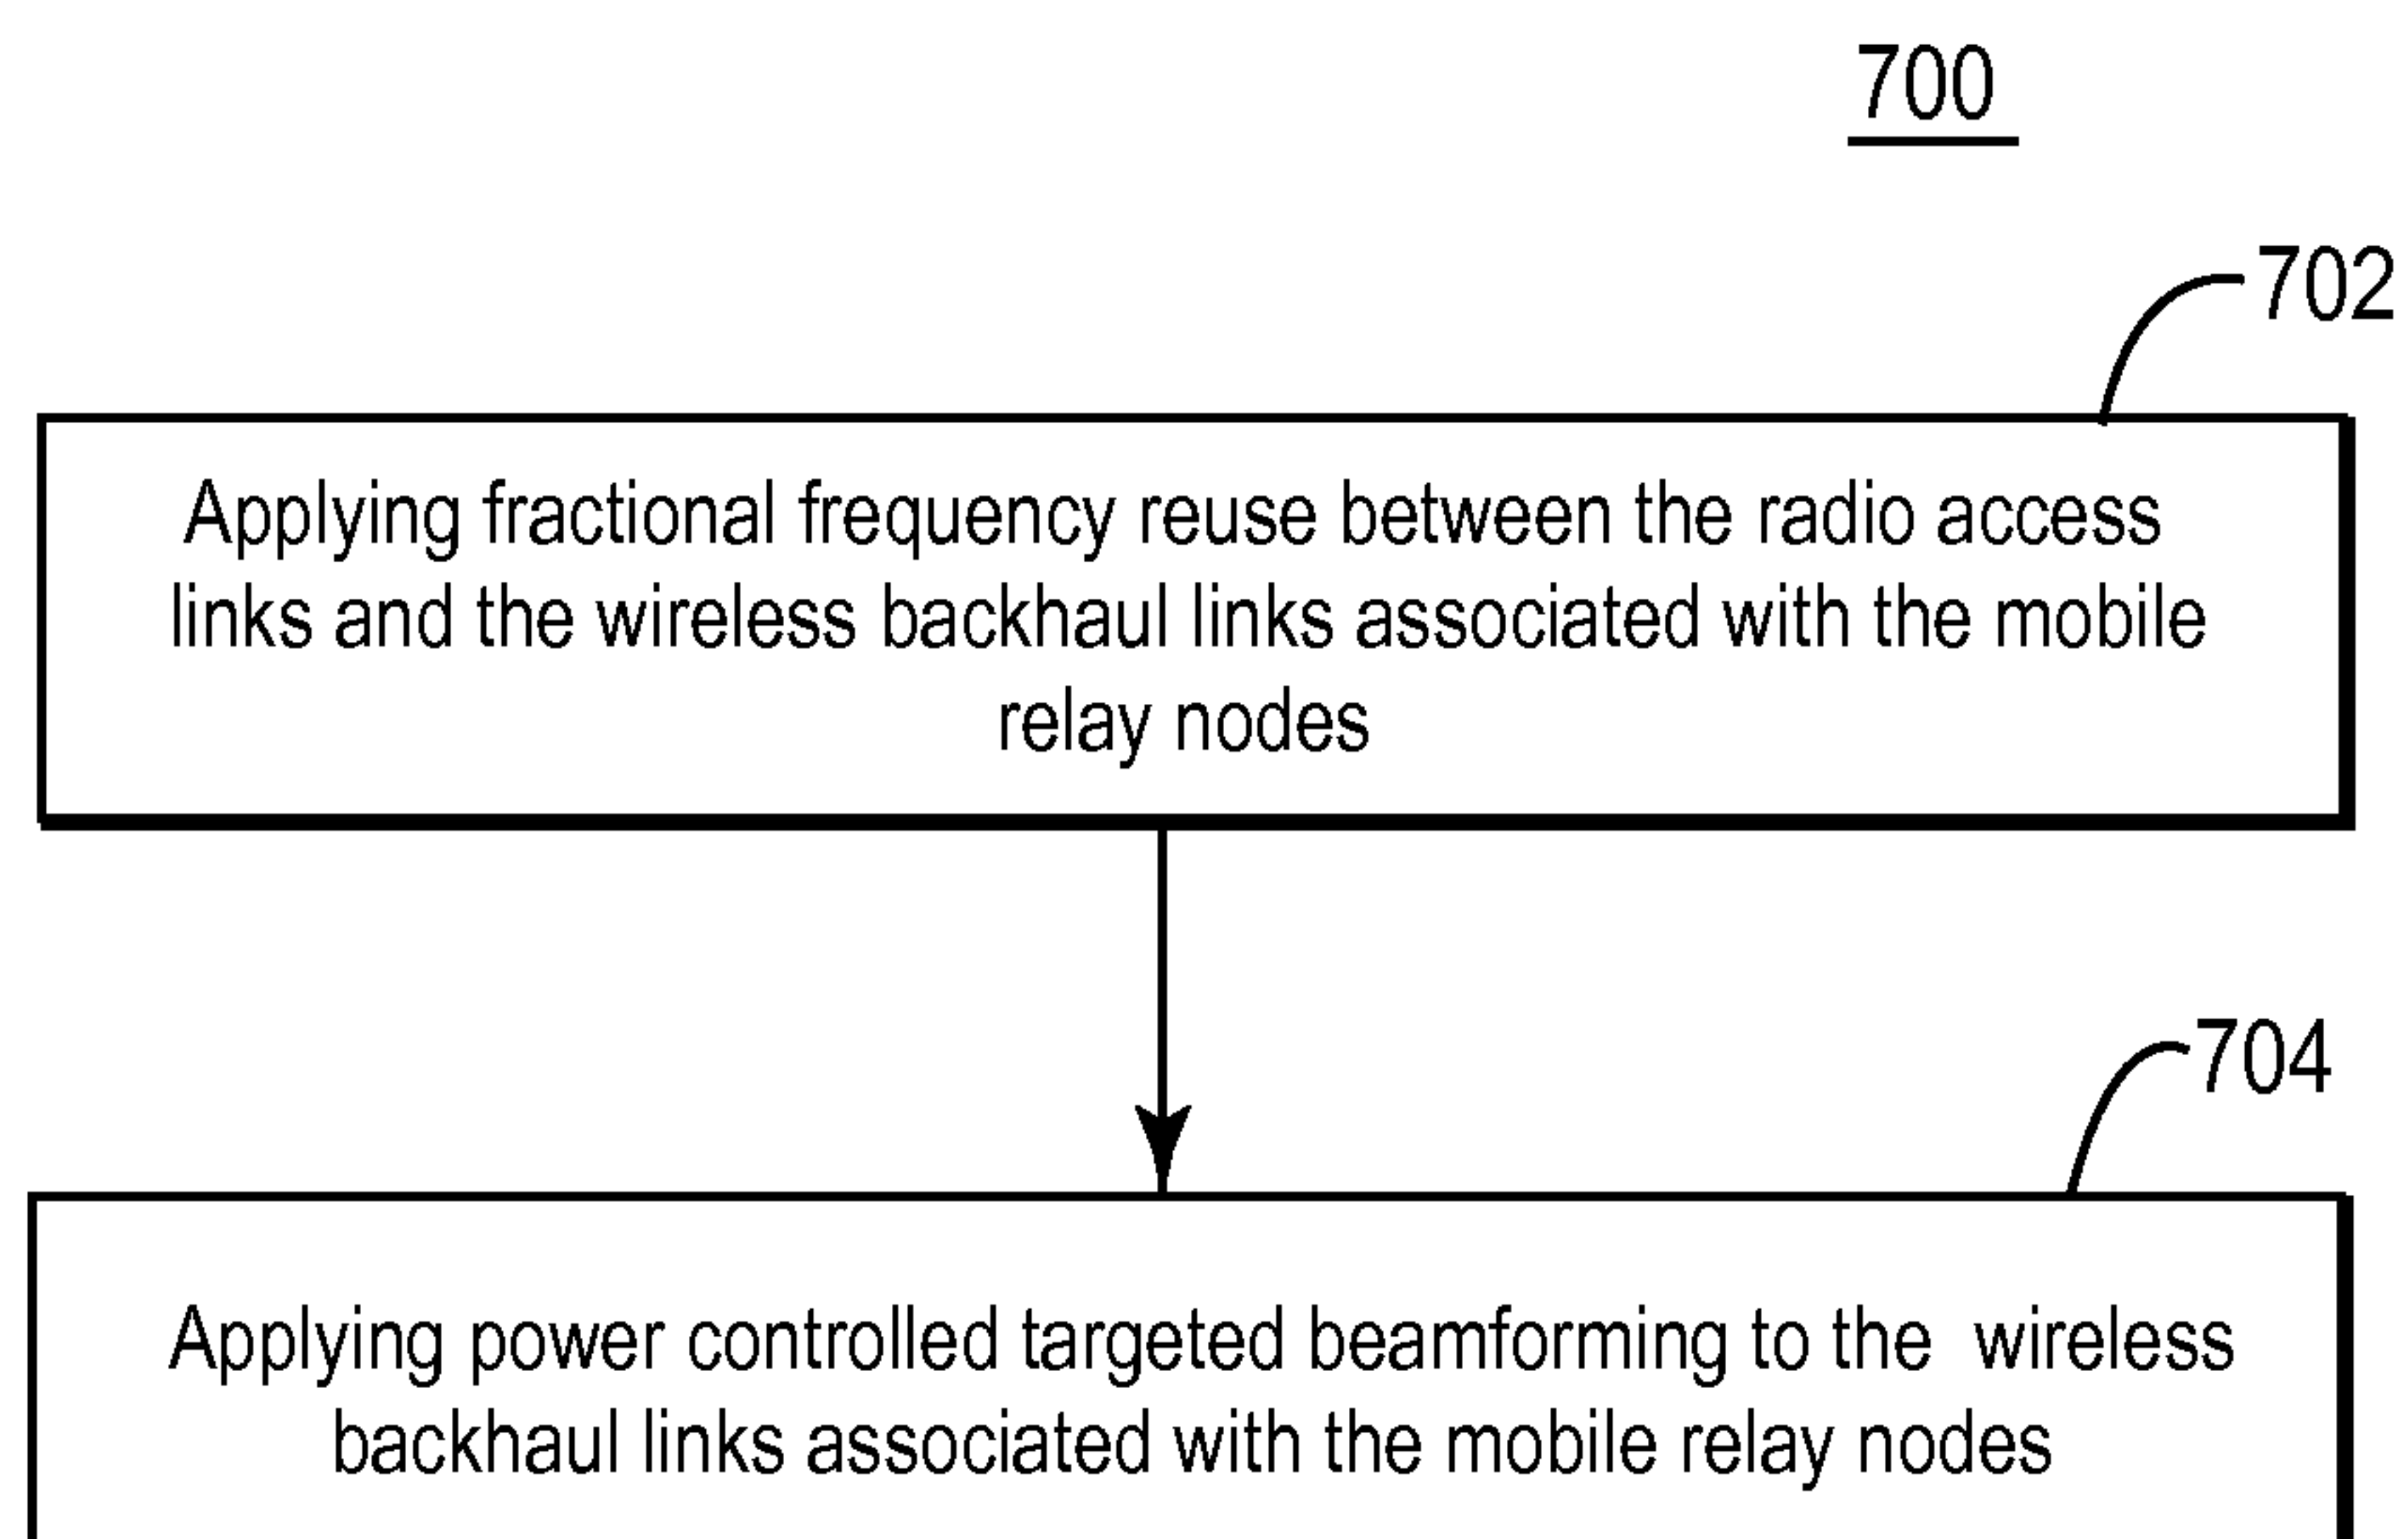 700
702
Applying fractional frequency reuse between the radio access
links and the wireless backhaul links associated with the mobile
relay nodes
704
Applying power controlled targeted beamforming to the wireless
backhaul links associated with the mobile relay nodes